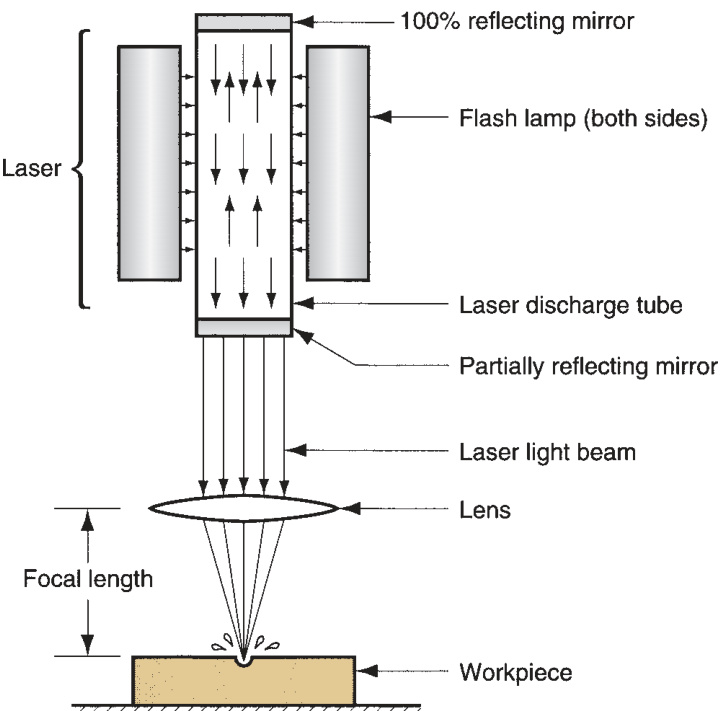 100% reflecting mirror
Flash lamp (both sides)
Laser
Laser discharge tube
Partially reflecting mirror
Laser light beam
Lens
Focal length
Workpiece